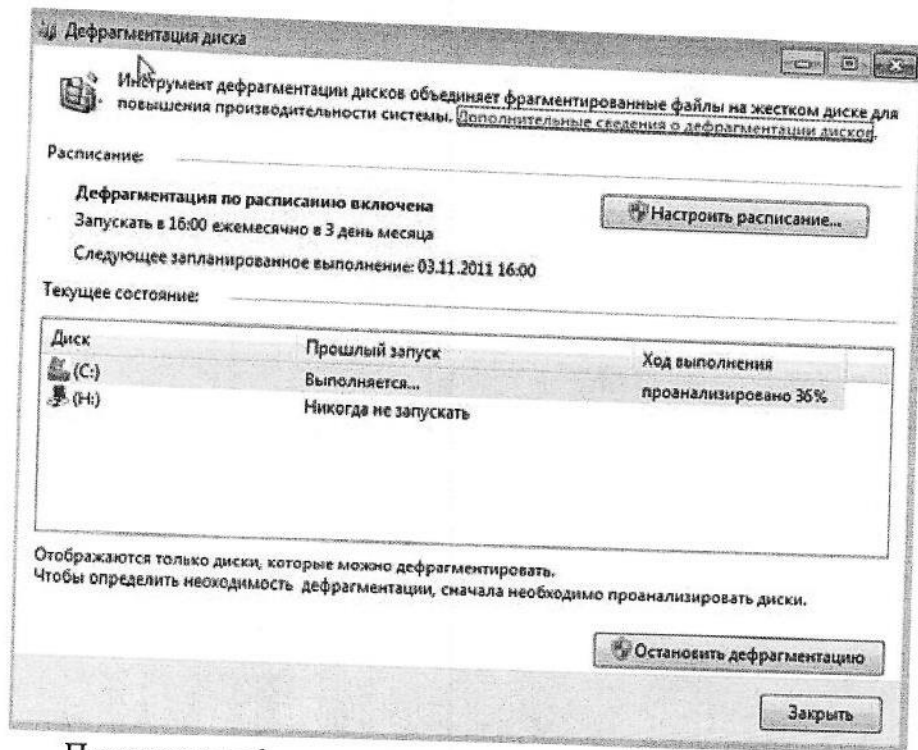 Дефрагментация диска
Инструмент дефрагментации дисков объединяет фрагментированные файлы на жестком диске для
повышения производительности системы. Дополнительные сведения о дефрагментации дисков.
Расписание:
Дефрагментация по расписанию включена
Запускать в 16:00 ежемесячно в 3 день месяца
Следующее запланированное выполнение: 03.11.2011 16:00
Настроить расписание...
Текущее состояние:
Диск Прошлый запуск Ход выполнения
(C:) Выполняется... проанализировано 36%
(H:) Никогда не запускать
Отображаются только диски, которые можно дефрагментировать.
Чтобы определить неоходимость дефрагментации, сначала необходимо проанализировать диски.
Остановить дефрагментацию
Закрыть